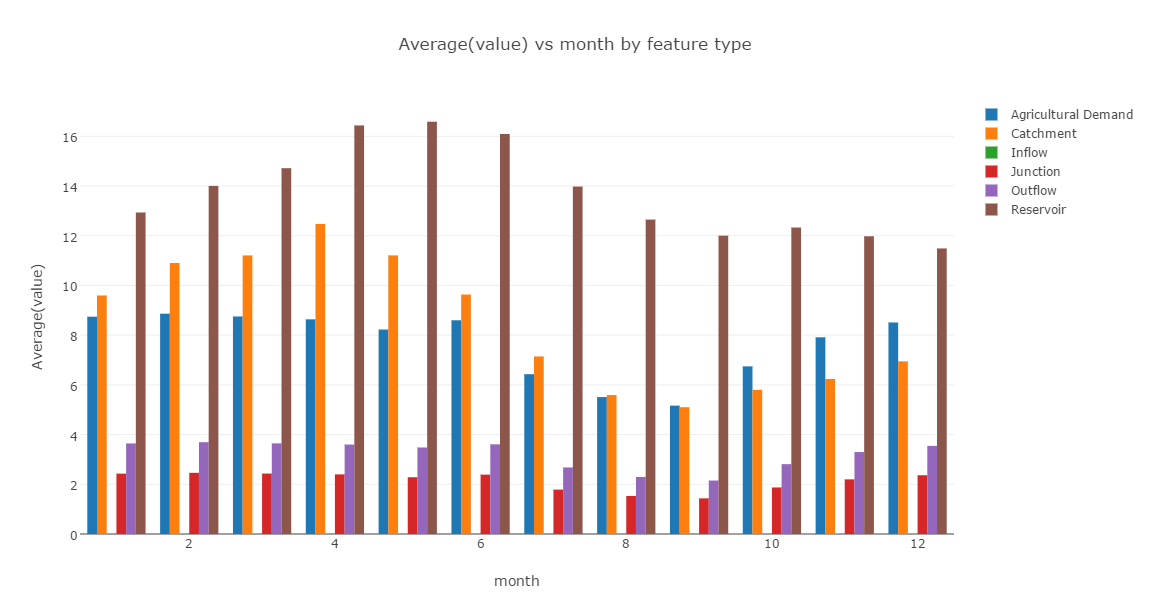 Average(value) vs month by feature type
Agricultural Demand
Catchment
Inflow
Junction
Outflow
Reservoir
Average(value)
16
14
12
10
8
6
4
2
0
2
4
6
8
10
12
month